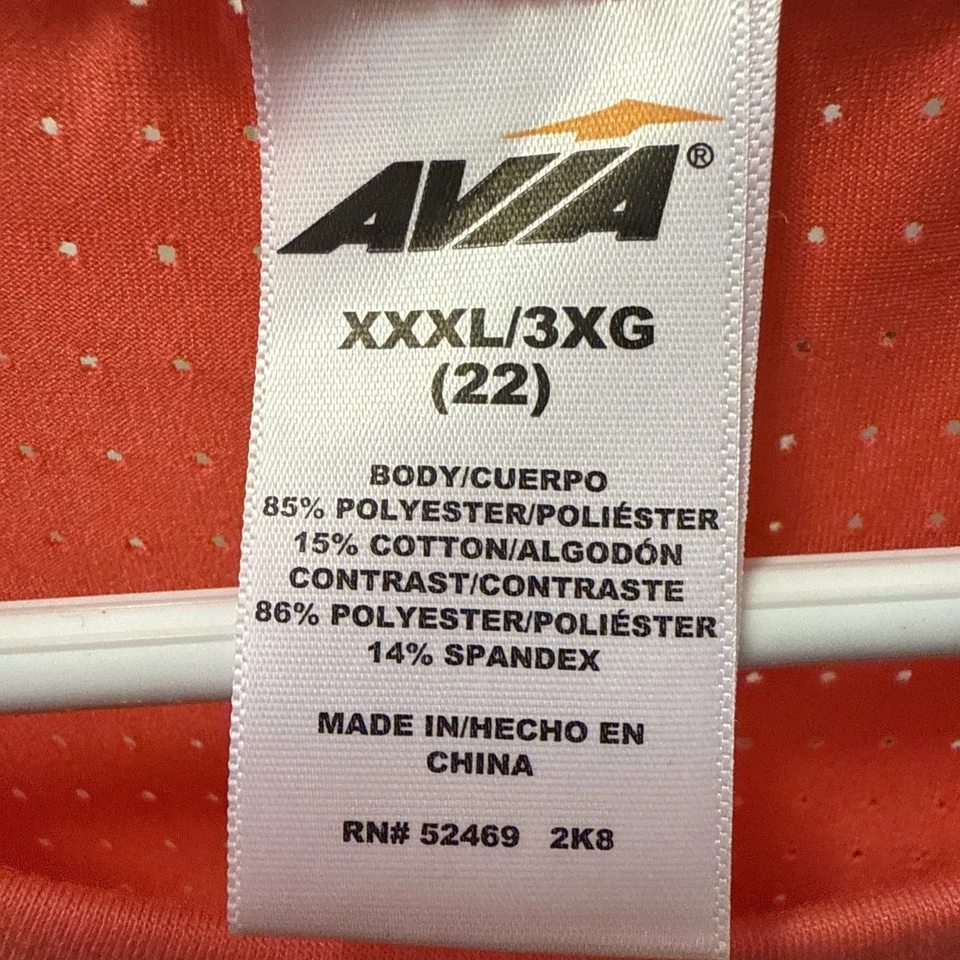 AVIA®
XXXL/3XG
(22)
BODY/CUERPO
85% POLYESTER/POLIÉSTER
15% COTTON/ALGODÓN
CONTRAST/CONTRASTE
86% POLYESTER/POLIÉSTER
14% SPANDEX
MADE IN/HECHO EN
CHINA
RN# 52469 2K8